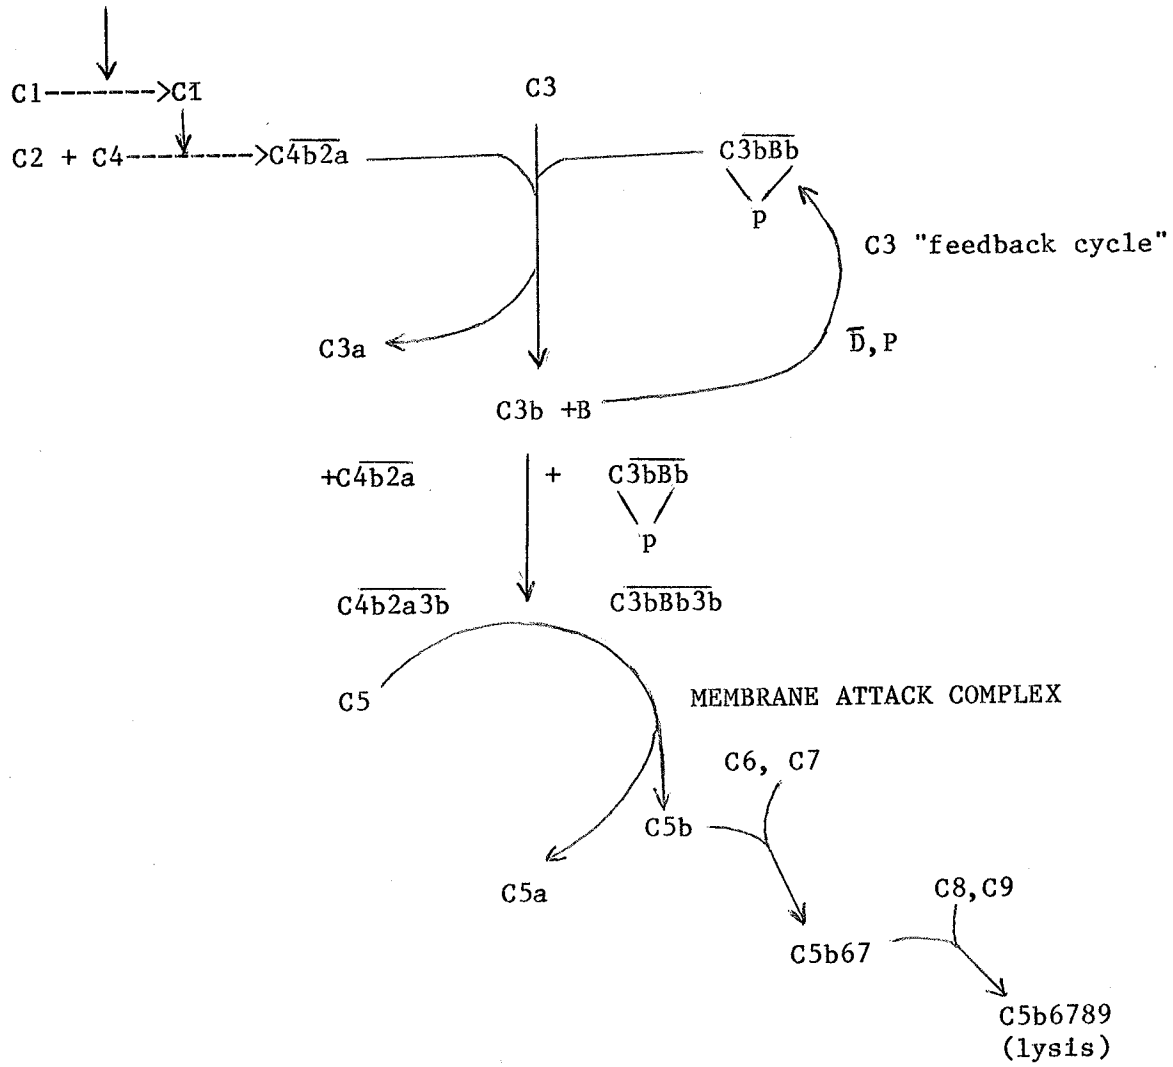 C1------->C1̅
C3
C2 + C4-------->C4̅b̅2̅a̅
C3̅b̅B̅b̅
p
C3 "feedback cycle"
C3a
D̅,P
C3b +B
+C4̅b̅2̅a̅
+
C3̅b̅B̅b̅
p
C4̅b̅2̅a̅3̅b̅
C3̅b̅B̅b̅3̅b̅
C5
MEMBRANE ATTACK COMPLEX
C6, C7
C5b
C5a
C8,C9
C5b67
C5b6789
(lysis)